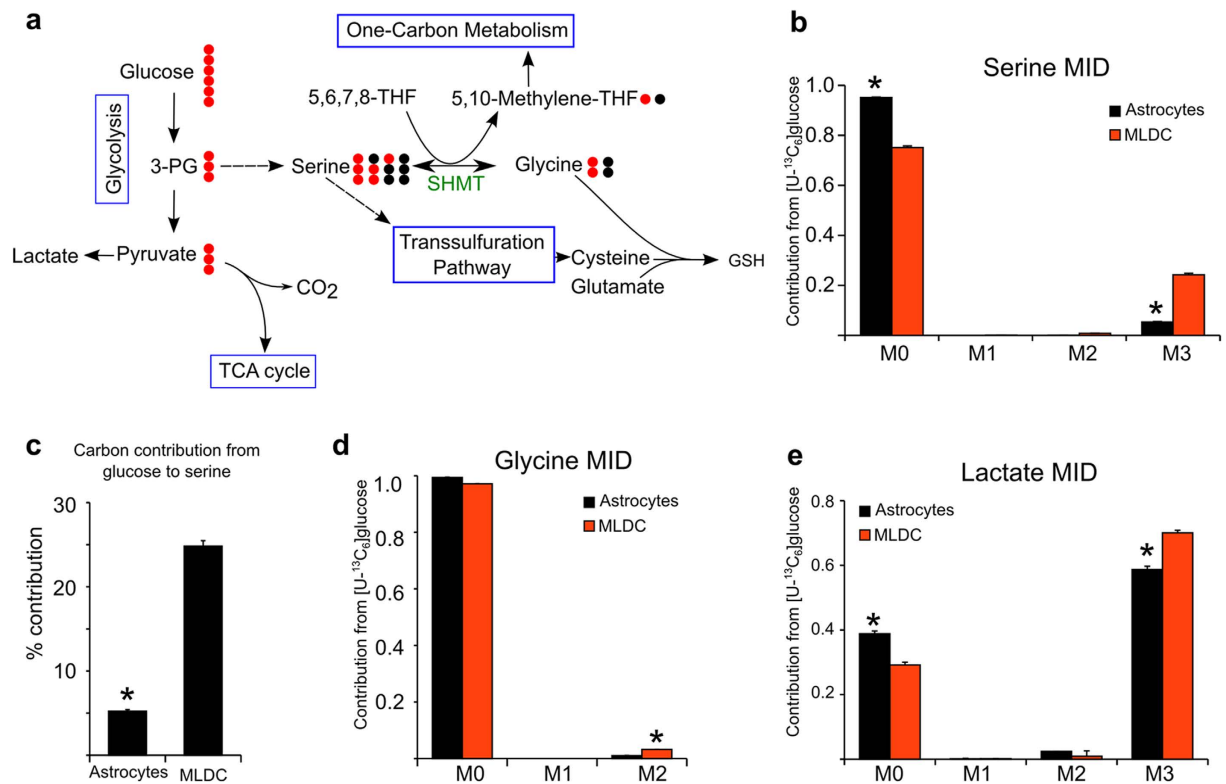 a
One-Carbon Metabolism
Glucose
5,6,7,8-THF
5,10-Methylene-THF
Glycolysis
3-PG
Serine
SHMT
Glycine
Lactate
Pyruvate
CO2
Transsulfuration
Pathway
Cysteine
Glutamate
GSH
TCA cycle
b
Serine MID
Contribution from [U-¹³C₆]glucose
1.0
0.8
0.6
0.4
0.2
*
*
Astrocytes
MLDC
M0
M1
M2
M3
c
Carbon contribution from
glucose to serine
% contribution
30
20
10
*
Astrocytes
MLDC
d
Glycine MID
Contribution from [U-¹³C₆]glucose
1.0
0.8
0.6
0.4
0.2
Astrocytes
MLDC
*
M0
M1
M2
e
Lactate MID
Contribution from [U-¹³C₆]glucose
0.8
0.6
0.4
0.2
Astrocytes
MLDC
*
*
M0
M1
M2
M3